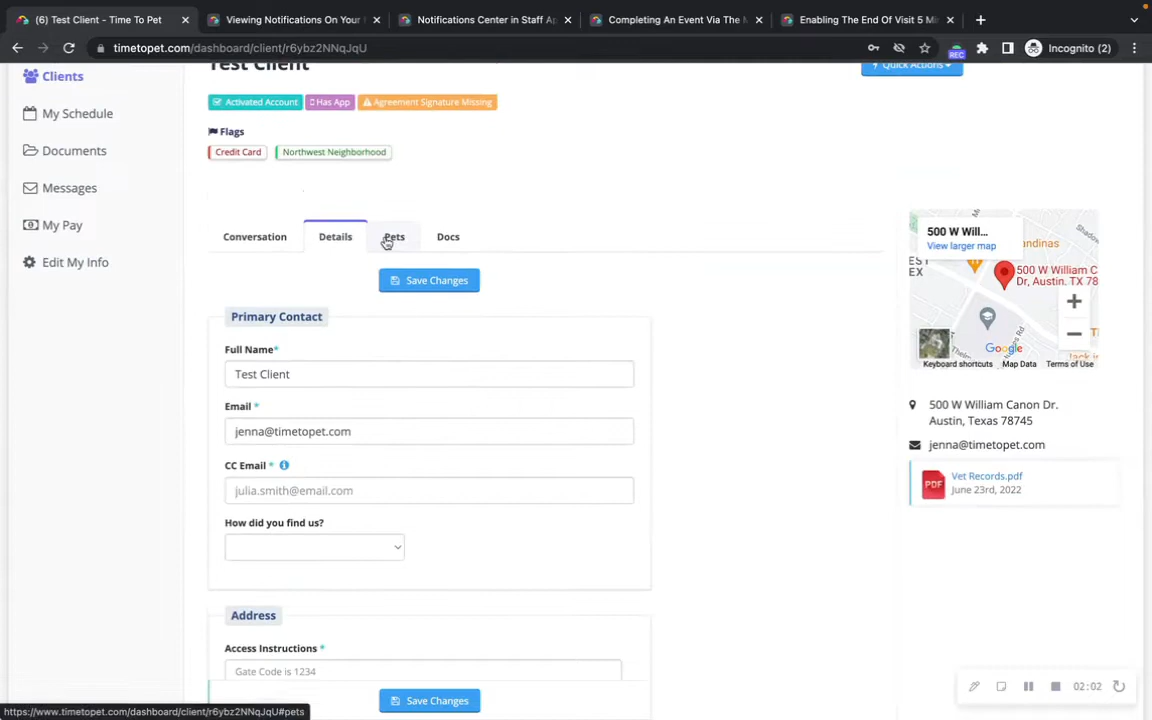 (6) Test Client - Time To Pet
Viewing Notifications On Your
Notifications Center in Staff Ap
Completing An Event Via The M
Enabling The End Of Visit 5 Mi
timetopet.com/dashboard/client/r6ybz2NNqJqU
REC
Incognito (2)
Clients
My Schedule
Documents
Messages
My Pay
Edit My Info
Test Client
Quick Actions
Activated Account
Has App
Agreement Signature Missing
Flags
Credit Card
Northwest Neighborhood
Conversation
Details
Pets
Docs
Save Changes
Primary Contact
Full Name*
Test Client
Email *
jenna@timetopet.com
CC Email *
julia.smith@email.com
How did you find us?
Address
Access Instructions *
Gate Code is 1234
Save Changes
500 W Will...
View larger map
500 W William C
Dr, Austin, TX 78
Google
Keyboard shortcuts
Map Data
Terms of Use
500 W William Canon Dr.
Austin, Texas 78745
jenna@timetopet.com
PDF
Vet Records.pdf
June 23rd, 2022
02:02
https://www.timetopet.com/dashboard/client/r6ybz2NNqJqU#pets